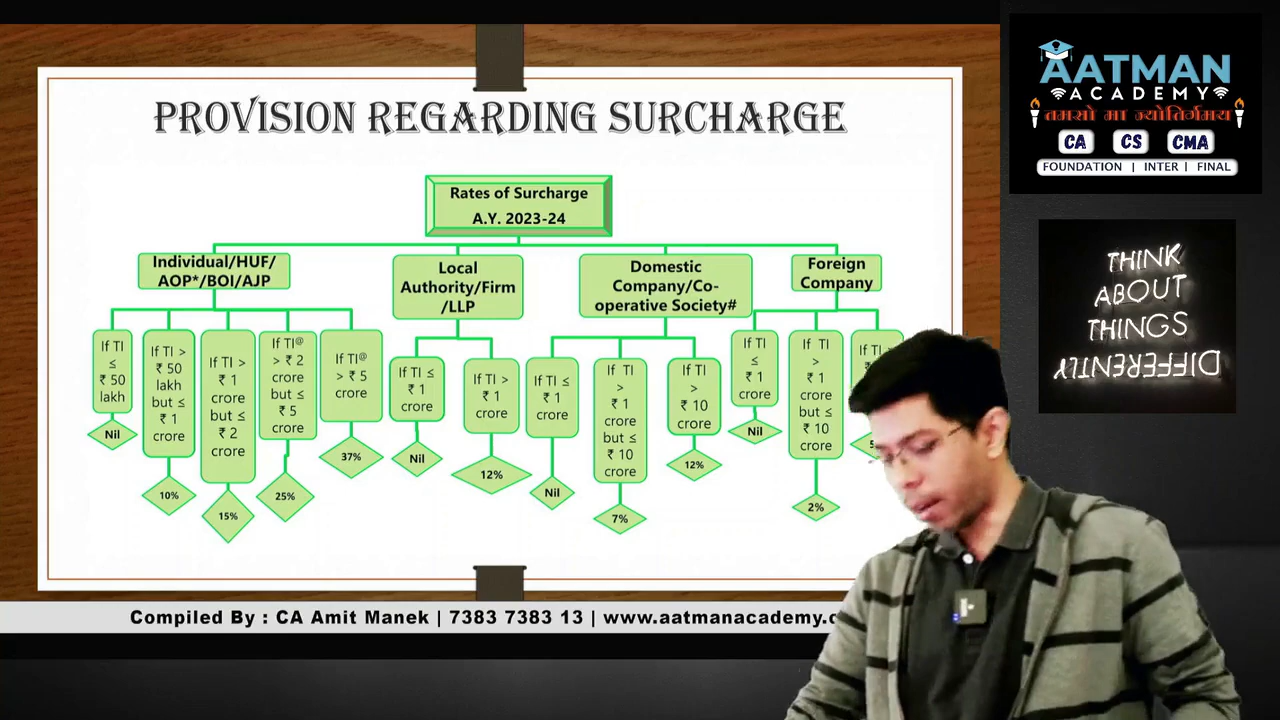 PROVISION REGARDING SURCHARGE
Rates of Surcharge
A.Y. 2023-24
Individual/HUF/
AOP*/BOI/AJP
Local
Authority/Firm
/LLP
Domestic
Company/Co-
operative Society#
Foreign
Company
If TI
≤
₹ 50
lakh
Nil
If TI >
₹ 50
lakh
but ≤
₹ 1
crore
10%
If TI >
₹ 1
crore
but ≤
₹ 2
crore
15%
If TI@
> ₹ 2
crore
but ≤
₹ 5
crore
25%
If TI@
> ₹ 5
crore
37%
If TI ≤
₹ 1
crore
Nil
If TI >
₹ 1
crore
12%
If TI ≤
₹ 1
crore
Nil
If TI
>
₹ 1
crore
but ≤
₹ 10
crore
7%
If TI
>
₹ 10
crore
12%
If TI
≤
₹ 1
crore
Nil
If TI
>
₹ 1
crore
but ≤
₹ 10
crore
2%
If TI
Compiled By : CA Amit Manek | 7383 7383 13 |
AATMAN
ACADEMY
तमसो मा ज्योतिर्गमय
CA CS CMA
FOUNDATION | INTER | FINAL
THINK
ABOUT
THINGS
DIFFERENTLY